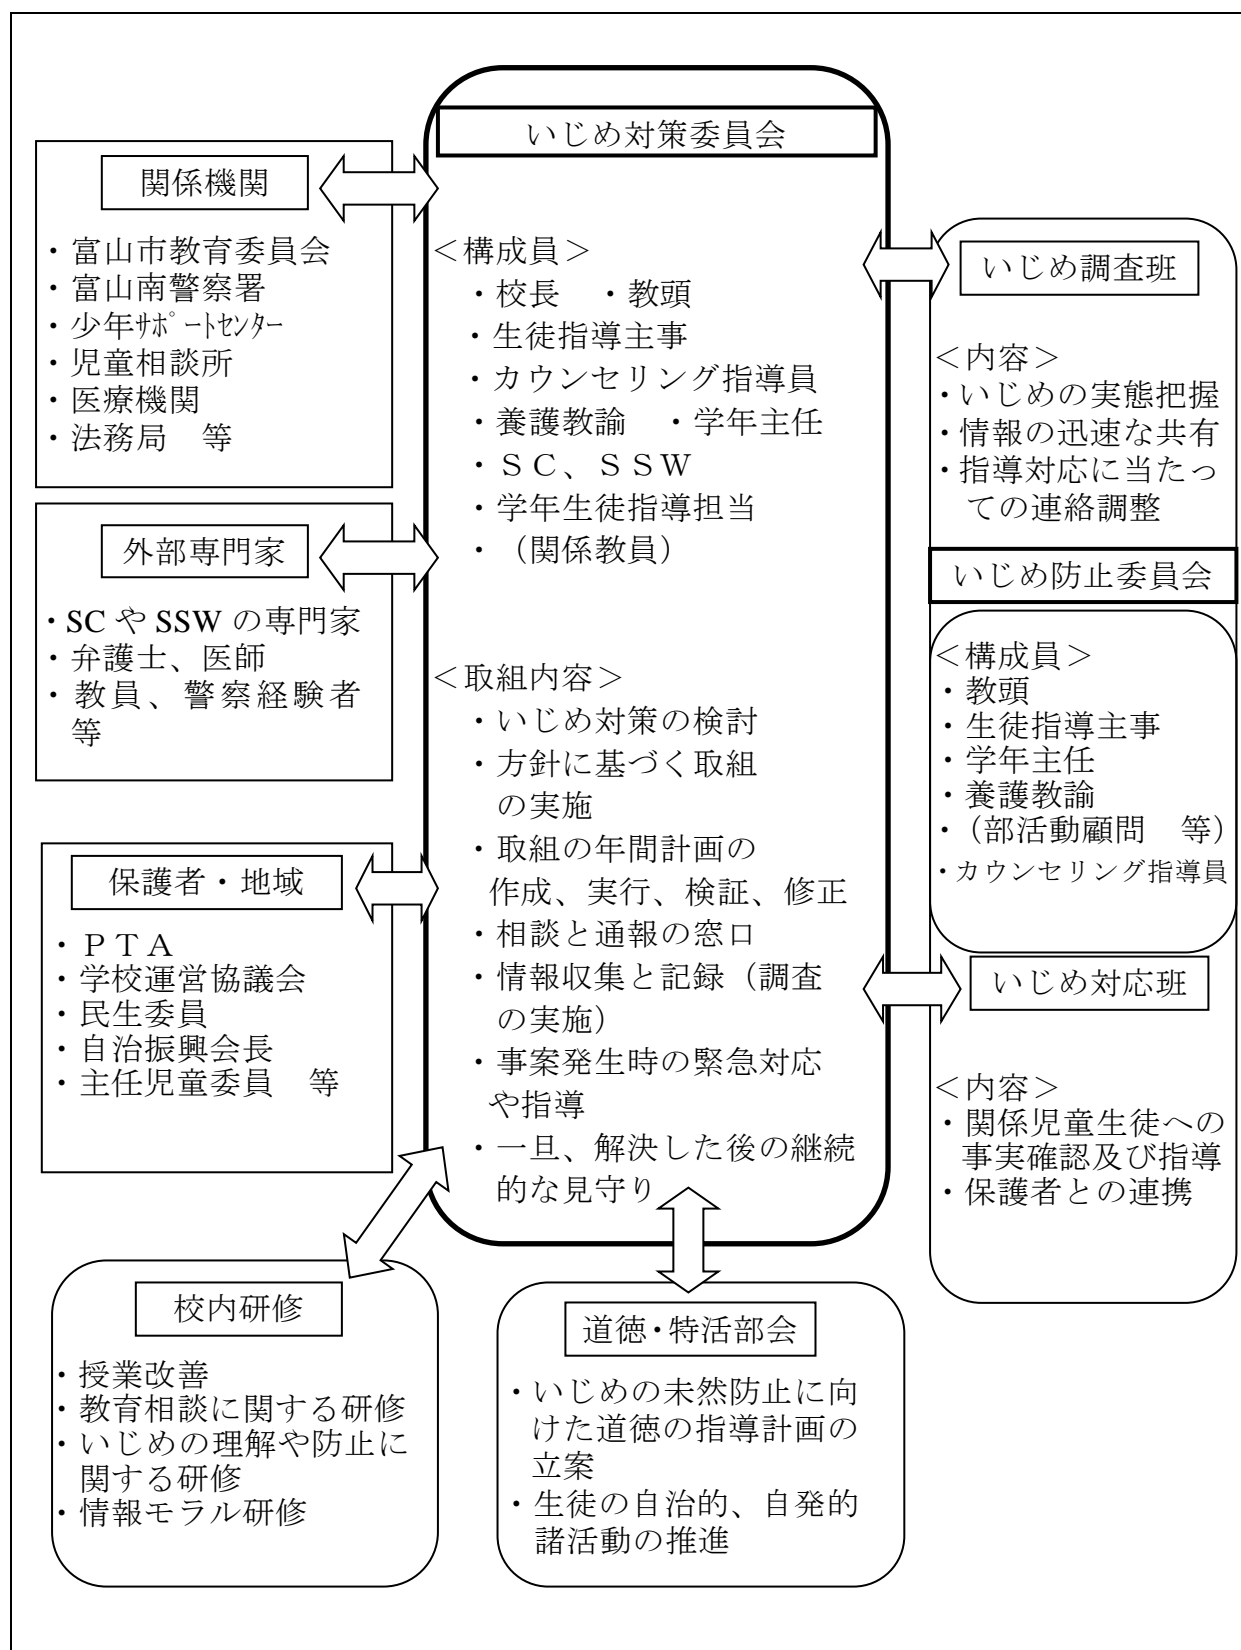 いじめ対策委員会
関係機関
・富山市教育委員会
・富山南警察署
・少年ｻﾎﾟｰﾄｾﾝﾀｰ
・児童相談所
・医療機関
・法務局　等
外部専門家
・SC や SSW の専門家
・弁護士、医師
・教員、警察経験者
等
保護者・地域
・ＰＴＡ
・学校運営協議会
・民生委員
・自治振興会長
・主任児童委員　等
＜構成員＞
・校長　・教頭
・生徒指導主事
・カウンセリング指導員
・養護教諭　・学年主任
・ＳＣ、ＳＳＷ
・学年生徒指導担当
・（関係教員）
＜取組内容＞
・いじめ対策の検討
・方針に基づく取組
の実施
・取組の年間計画の
作成、実行、検証、修正
・相談と通報の窓口
・情報収集と記録（調査
の実施）
・事案発生時の緊急対応
や指導
・一旦、解決した後の継続
的な見守り
いじめ調査班
＜内容＞
・いじめの実態把握
・情報の迅速な共有
・指導対応に当たっ
ての連絡調整
いじめ防止委員会
＜構成員＞
・教頭
・生徒指導主事
・学年主任
・養護教諭
・（部活動顧問　等）
・カウンセリング指導員
いじめ対応班
＜内容＞
・関係児童生徒への
事実確認及び指導
・保護者との連携
校内研修
・授業改善
・教育相談に関する研修
・いじめの理解や防止に
関する研修
・情報モラル研修
道徳・特活部会
・いじめの未然防止に向
けた道徳の指導計画の
立案
・生徒の自治的、自発的
諸活動の推進